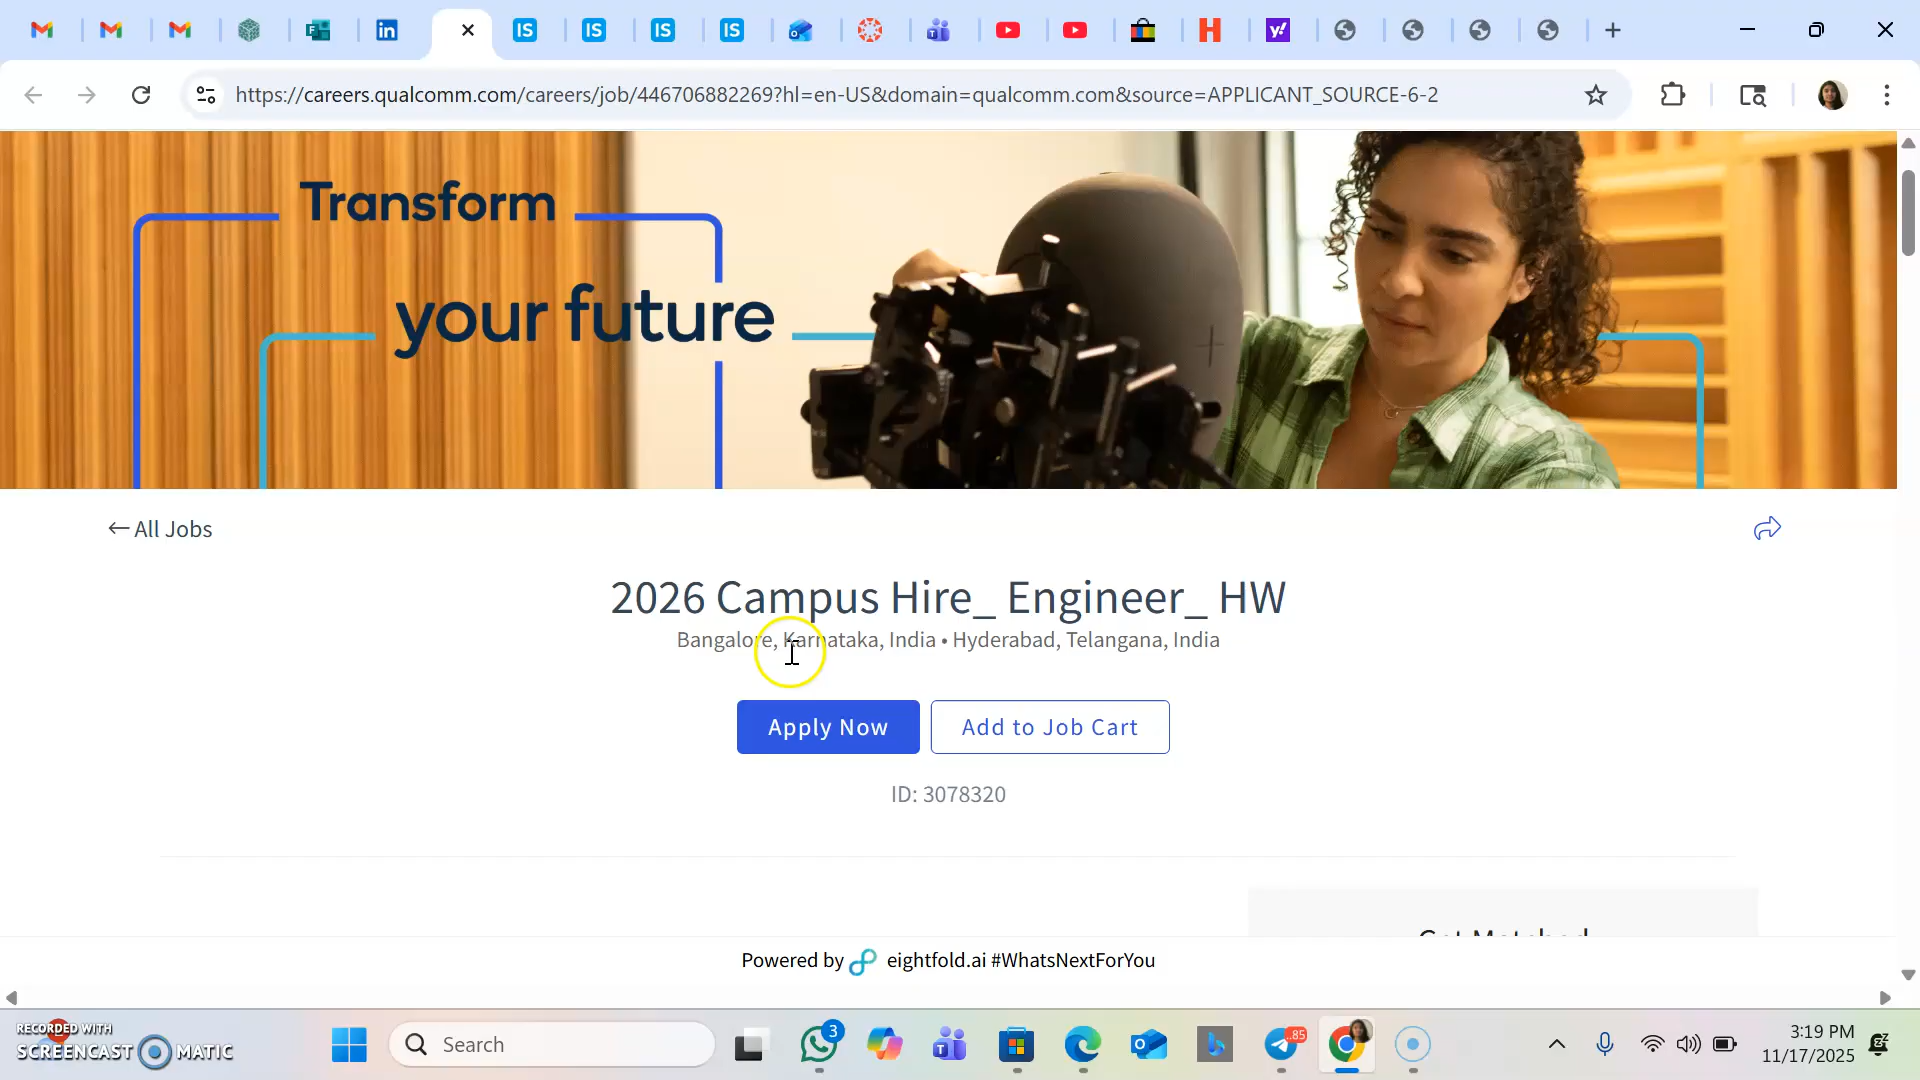 https://careers.qualcomm.com/careers/job/446706882269?hl=en-US&domain=qualcomm.com&source=APPLICANT_SOURCE-6-2
Transform
your future
← All Jobs
2026 Campus Hire_ Engineer_ HW
Bangalore, Karnataka, India • Hyderabad, Telangana, India
Apply Now
Add to Job Cart
ID: 3078320
Get Matched
Powered by eightfold.ai #WhatsNextForYou
RECORDED WITH
SCREENCAST MATIC
Search
3
85
3:19 PM
11/17/2025